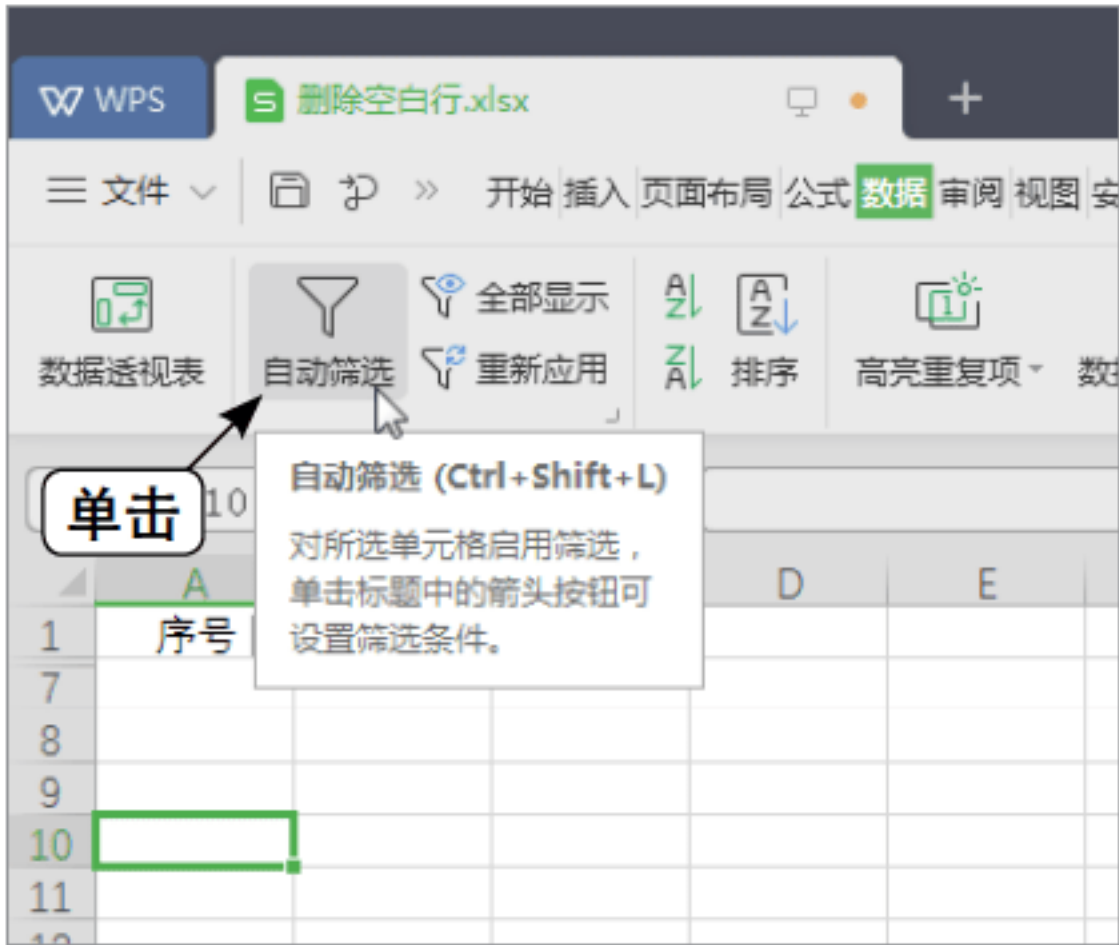 WPS
删除空白行.xlsx
文件 开始 插入 页面布局 公式 数据 审阅 视图 安
全部显示
数据透视表 自动筛选 重新应用 排序 高亮重复项 数据
单击
10
自动筛选 (Ctrl+Shift+L)
对所选单元格启用筛选，
单击标题中的箭头按钮可
设置筛选条件。
A D E
1 序号
7
8
9
10
11